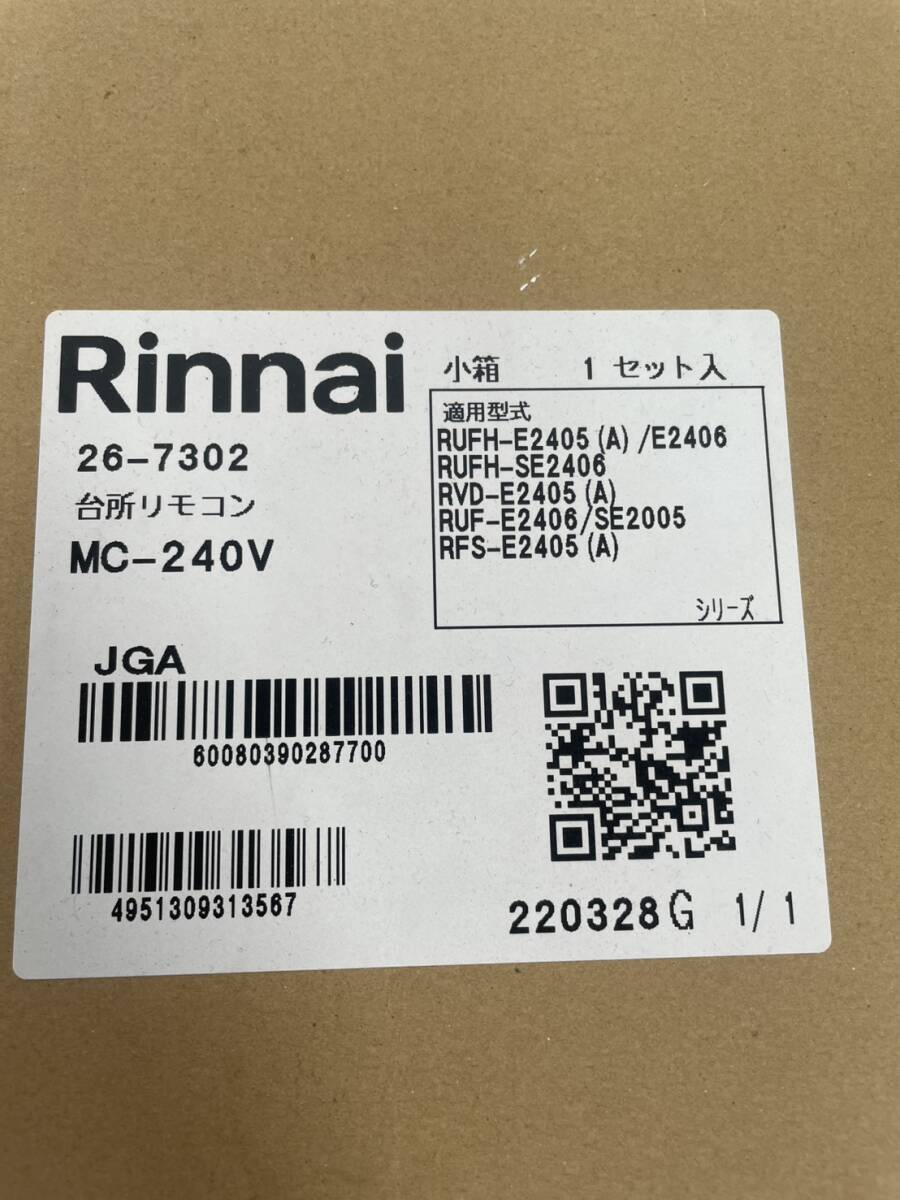 Rinnai
26-7302
台所リモコン
MC-240V
小箱 1 セット入
適用型式
RUFH-E2405(A)/E2406
RUFH-SE2406
RVD-E2405(A)
RUF-E2406/SE2005
RFS-E2405(A)
シリーズ
JGA
60080390287700
4951309313567
220328G 1/1